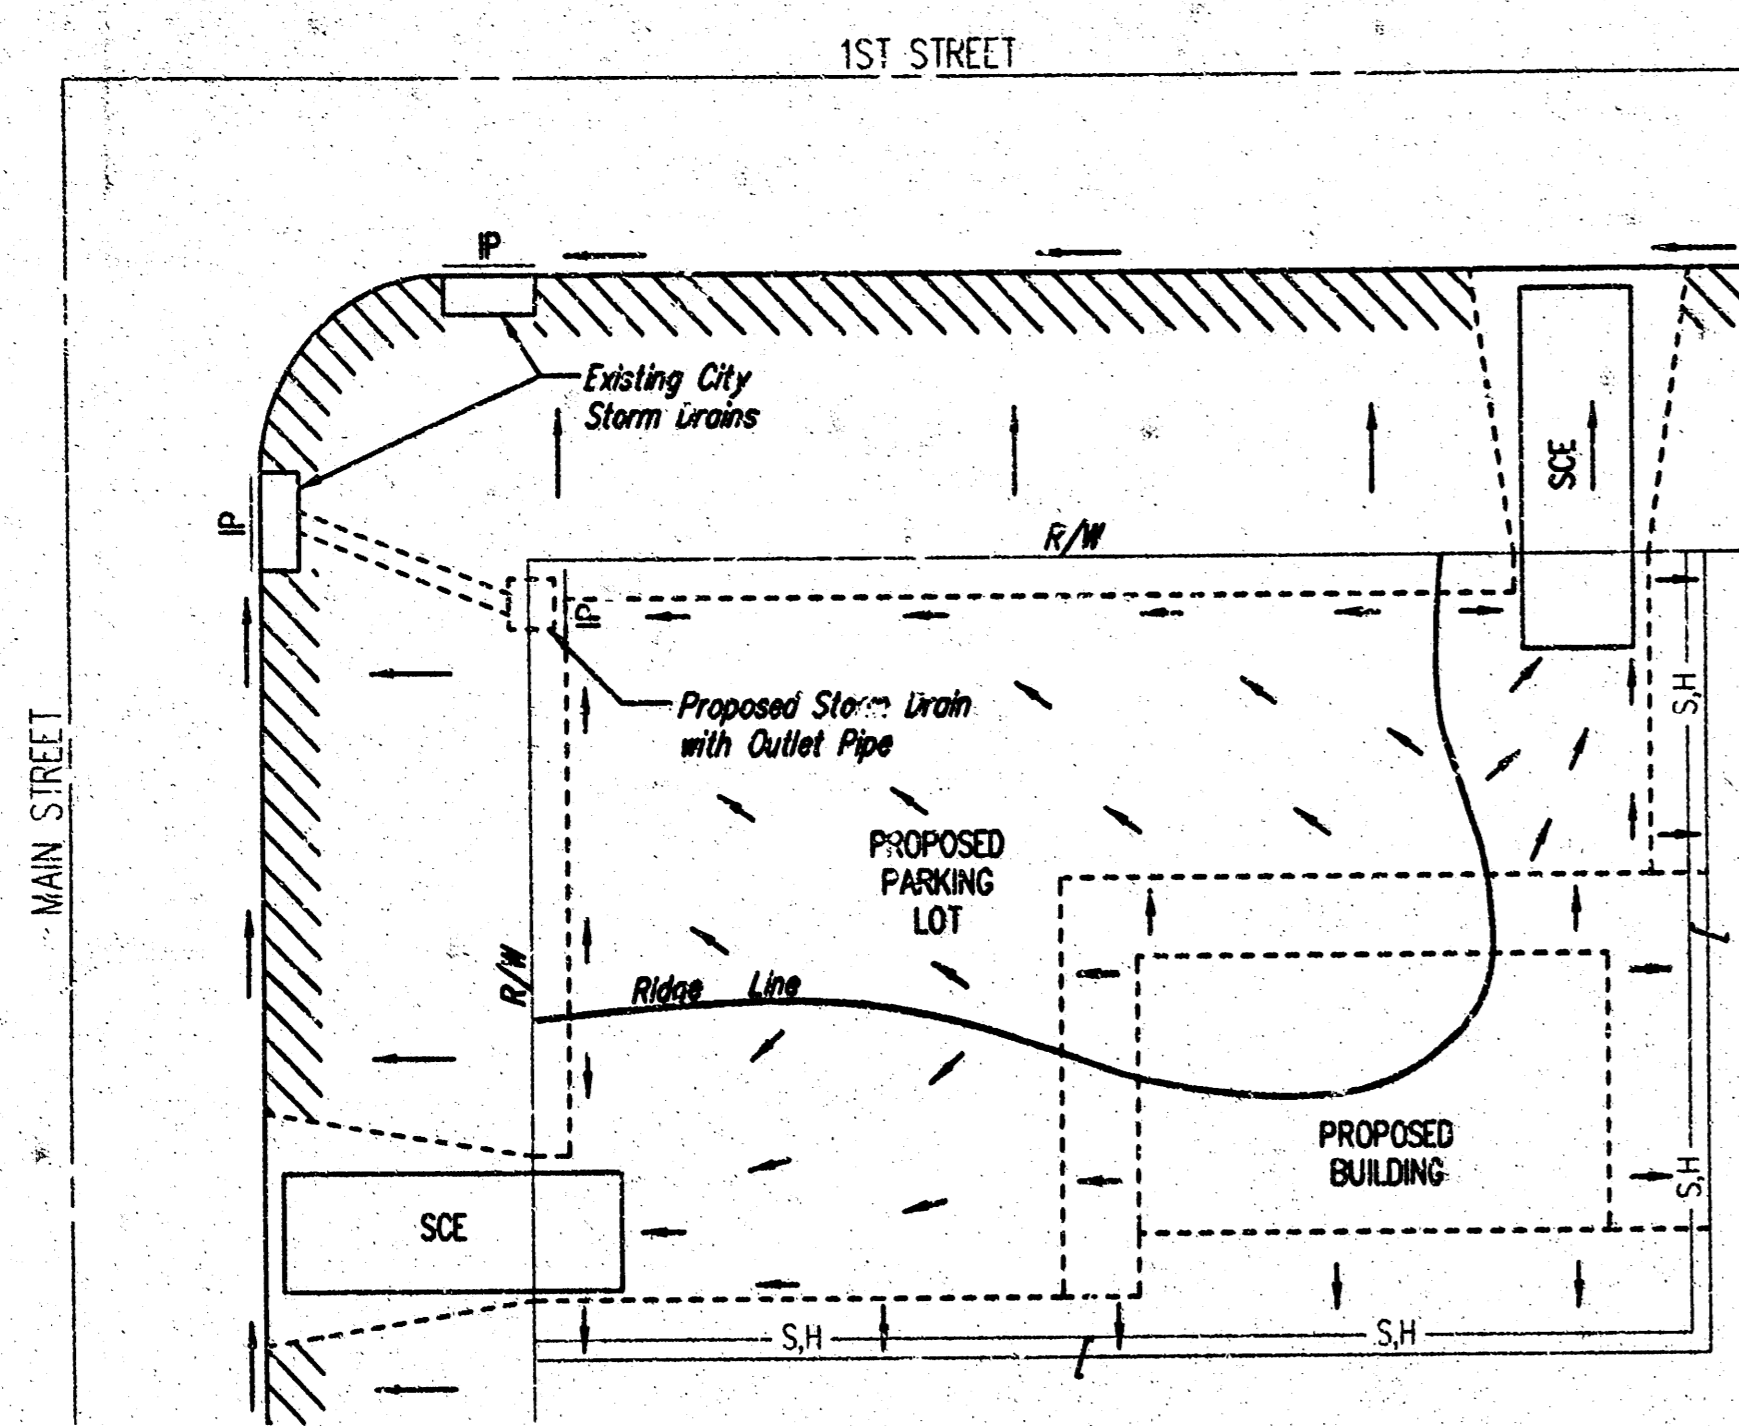 1ST STREET
IP
Existing City
Storm Drains
SCE
IP
R/W
IP
S,H
Proposed Storm Drain
with Outlet Pipe
MAIN STREET
PROPOSED
PARKING
LOT
R/W
Ridge Line
PROPOSED
BUILDING
S,H
SCE
S,H
S,H